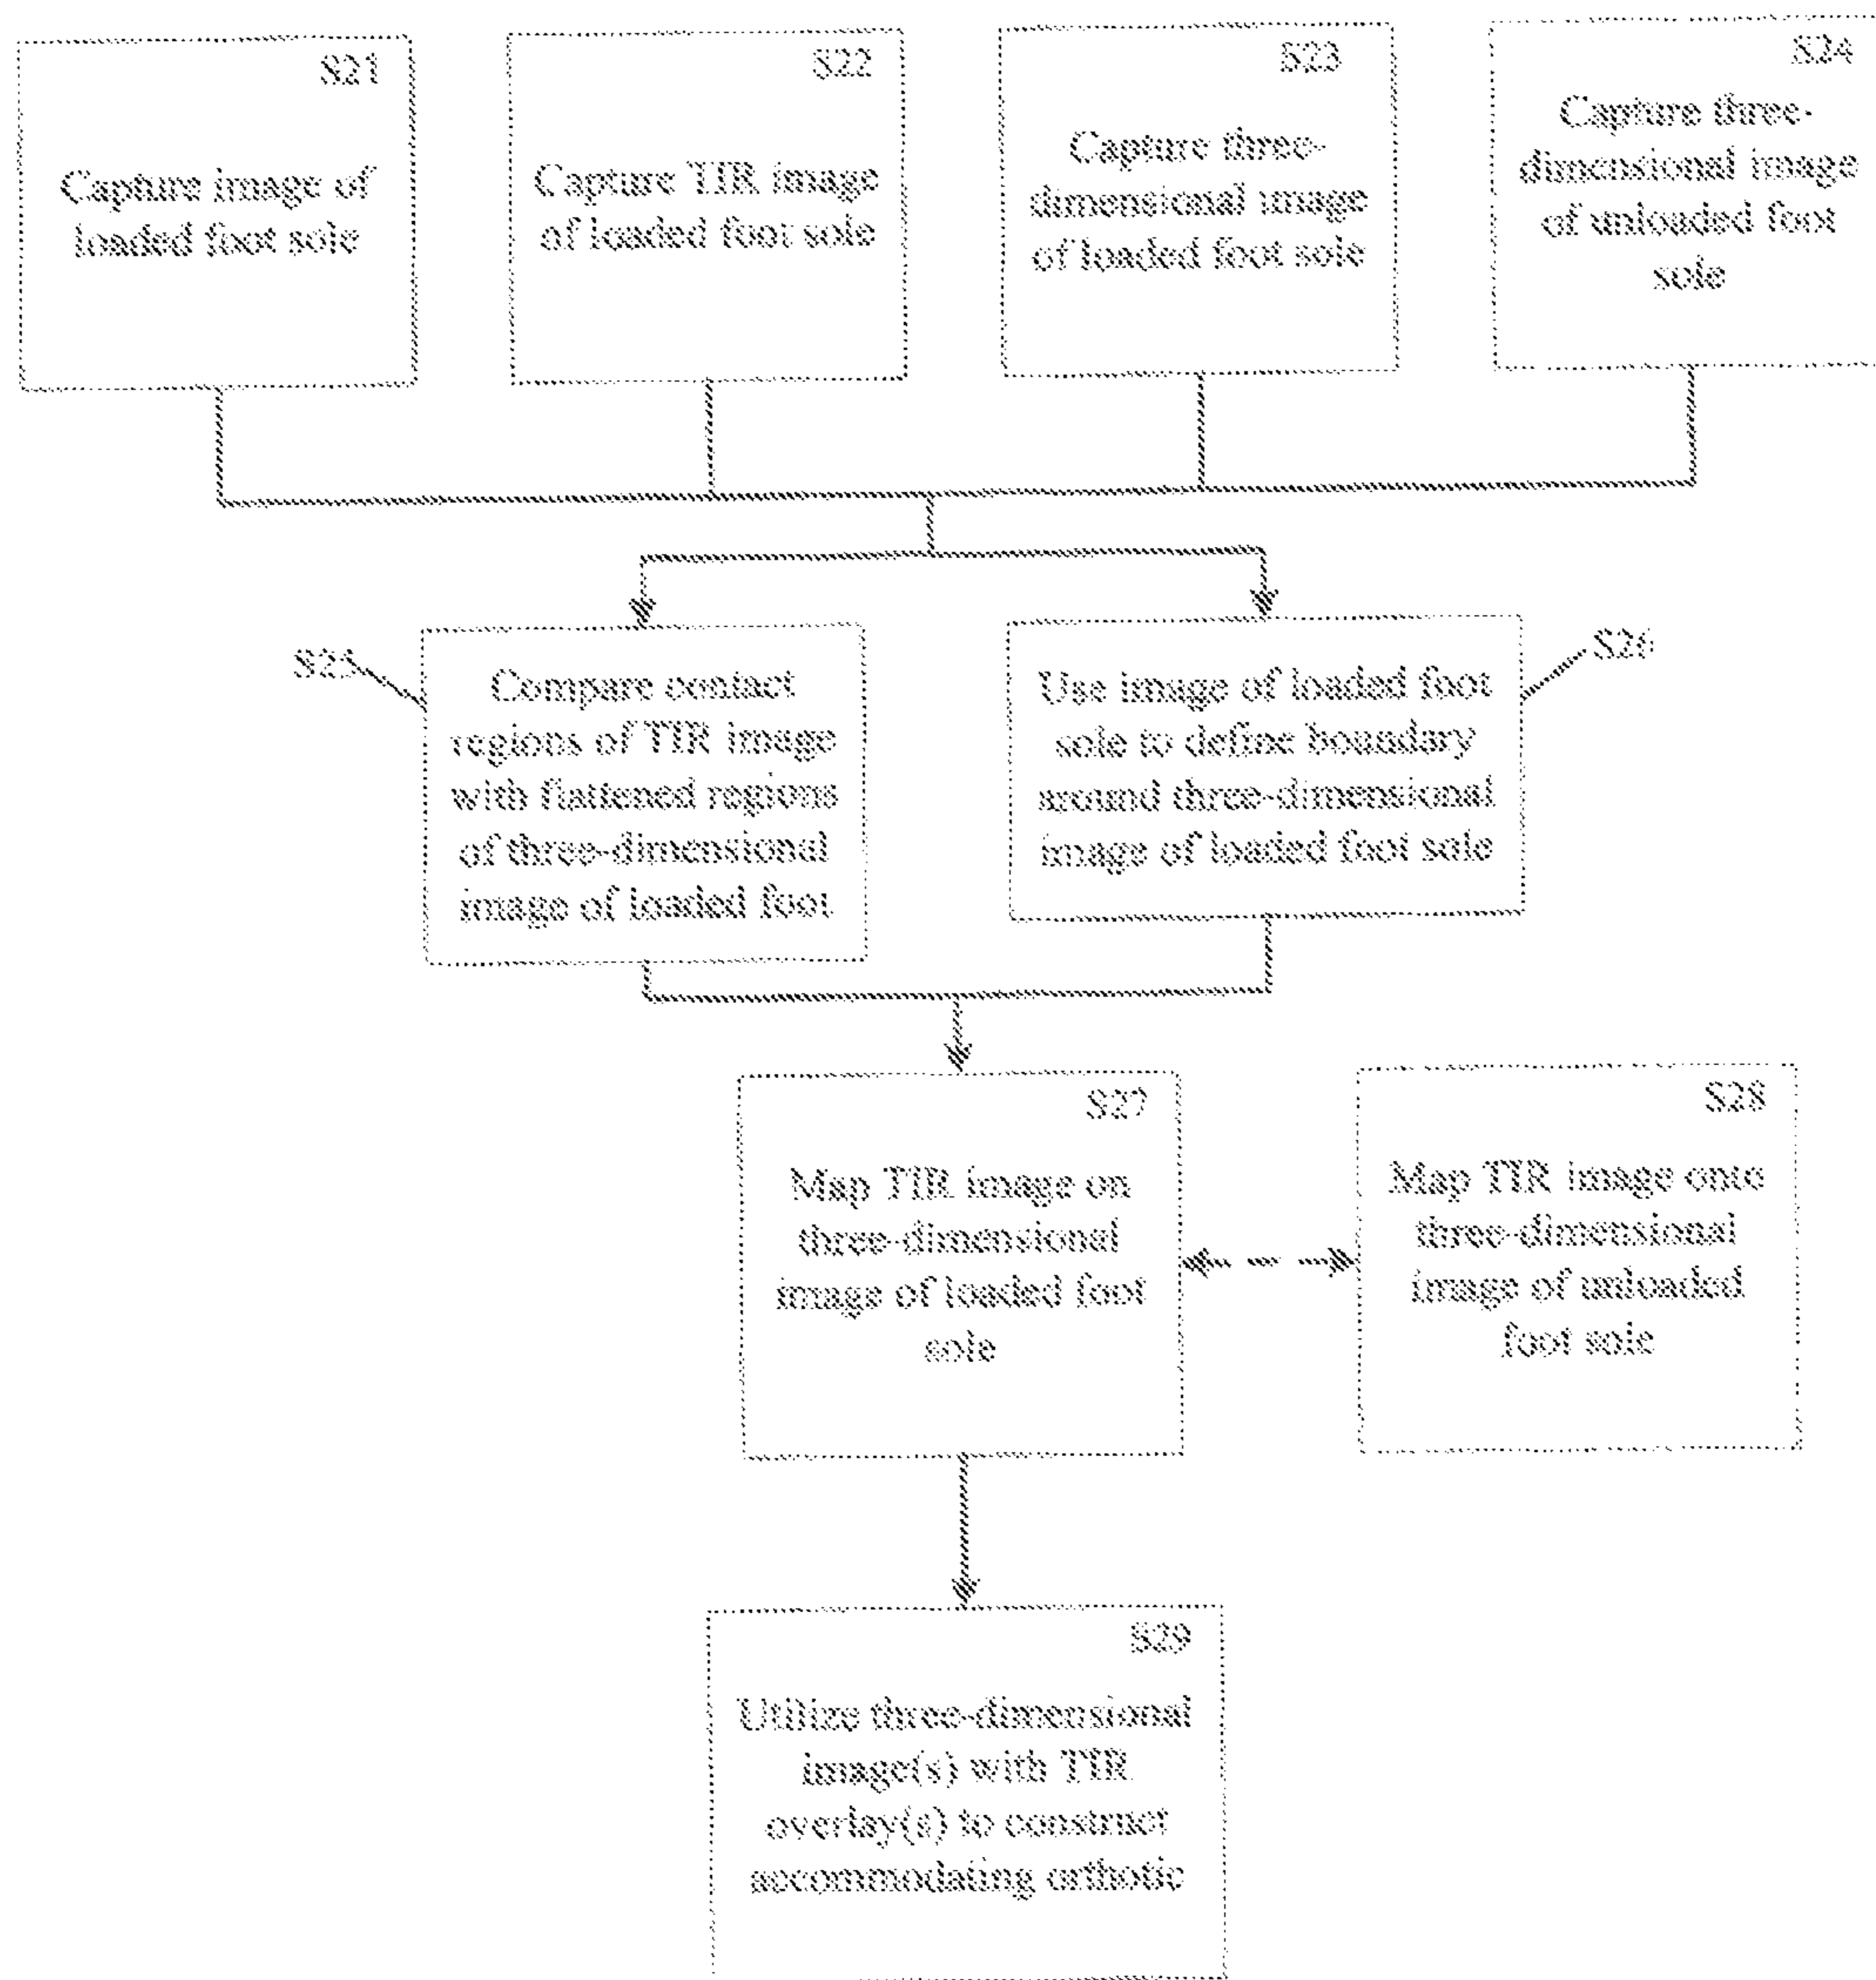 S21
Capture image of
loaded foot sole
S22
Capture TIR image
of loaded foot sole
S23
Capture three-
dimensional image
of loaded foot sole
S24
Capture three-
dimensional image
of unloaded foot
sole
S25
Compare contact
regions of TIR image
with flattened regions
of three-dimensional
image of loaded foot
S26
Use image of loaded foot
sole to define boundary
around three-dimensional
image of loaded foot sole
S27
Map TIR image on
three-dimensional
image of loaded foot
sole
S28
Map TIR image onto
three-dimensional
image of unloaded
foot sole
S29
Utilize three-dimensional
image(s) with TIR
overlay(s) to construct
accommodating orthotic